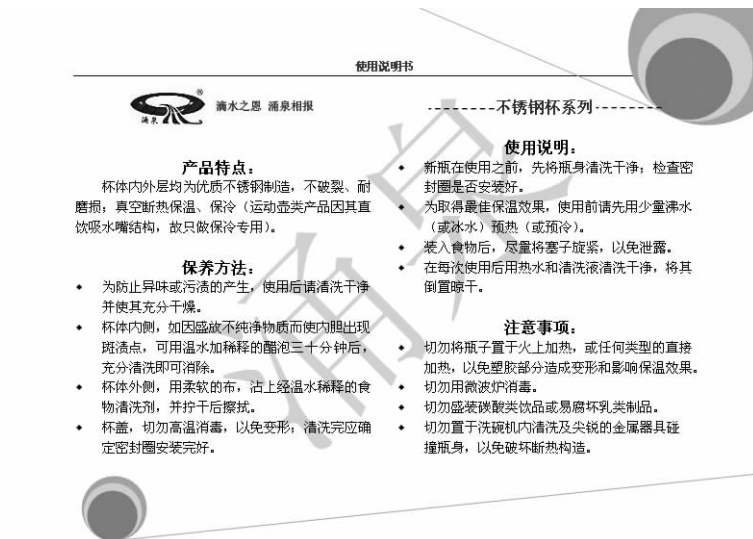 使用说明书
涌泉
®
滴水之恩 涌泉相报
产品特点：
杯体内外层均为优质不锈钢制造，不破裂、耐
磨损；真空断热保温、保冷（运动壶类产品因其直
饮吸水嘴结构，故只做保冷专用）。
保养方法：
◆ 为防止异味或污渍的产生，使用后请清洗干净
并使其充分干燥。
◆ 杯体内侧，如因盛放不纯净物质而使内胆出现
斑渍点，可用温水加稀释的醋泡三十分钟后，
充分清洗即可消除。
◆ 杯体外侧，用柔软的布，沾上经温水稀释的食
物清洗剂，并拧干后擦拭。
◆ 杯盖，切勿高温消毒，以免变形；清洗完应确
定密封圈安装完好。
--------不锈钢杯系列--------
使用说明：
◆ 新瓶在使用之前，先将瓶身清洗干净；检查密
封圈是否安装好。
◆ 为取得最佳保温效果，使用前请先用少量沸水
（或冰水）预热（或预冷）。
◆ 装入食物后，尽量将塞子旋紧，以免泄露。
◆ 在每次使用后用热水和清洗液清洗干净，将其
倒置晾干。
注意事项：
◆ 切勿将瓶子置于火上加热，或任何类型的直接
加热，以免塑胶部分造成变形和影响保温效果。
◆ 切勿用微波炉消毒。
◆ 切勿盛装碳酸类饮品或易腐坏乳类制品。
◆ 切勿置于洗碗机内清洗及尖锐的金属器具碰
撞瓶身，以免破坏断热构造。
涌泉